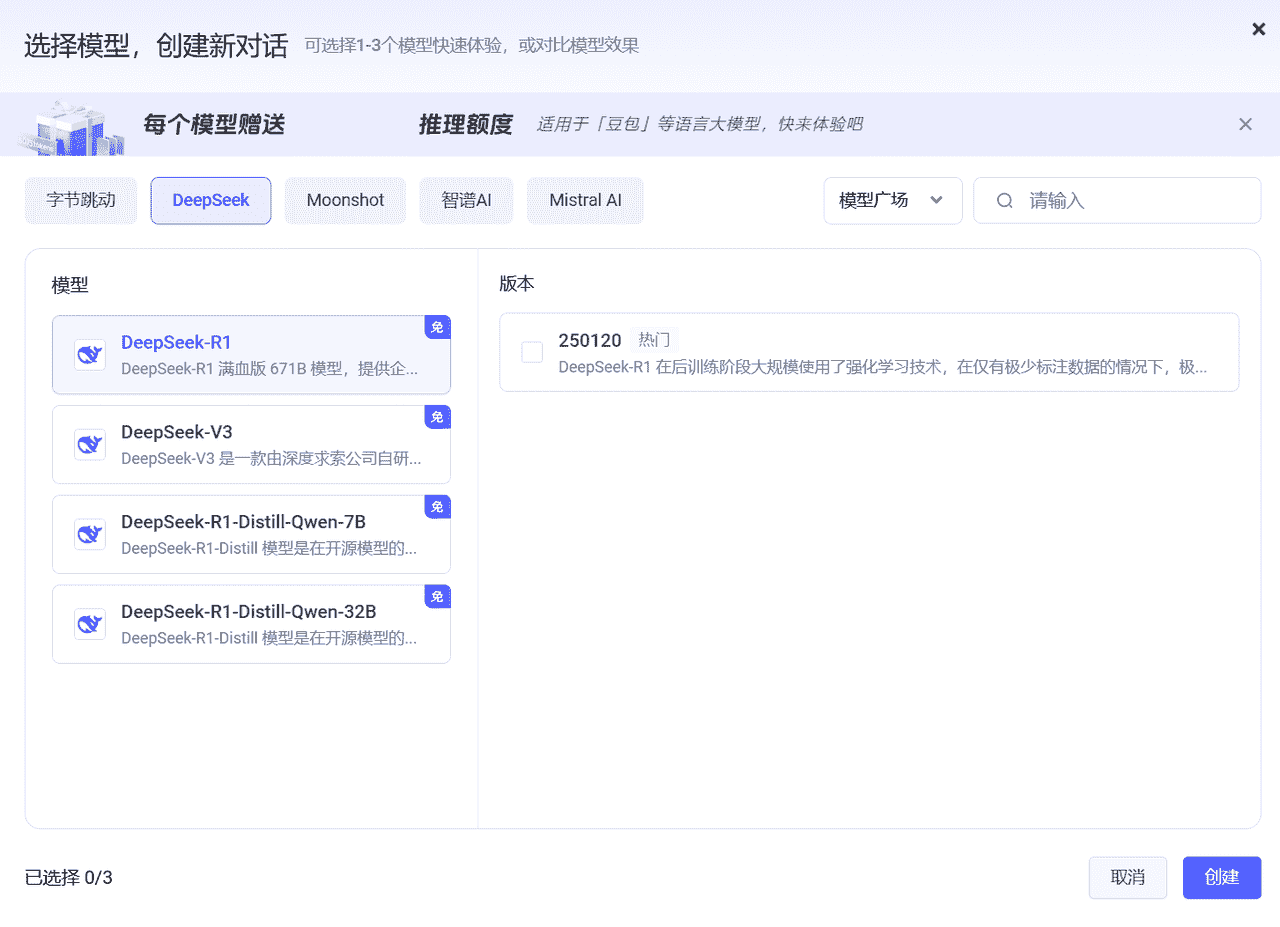 选择模型，创建新对话 可选择1-3个模型快速体验，或对比模型效果
每个模型赠送 推理额度 适用于「豆包」等语言大模型，快来体验吧
字节跳动 DeepSeek Moonshot 智谱AI Mistral AI 模型广场 请输入
模型
免
DeepSeek-R1
DeepSeek-R1 满血版 671B 模型，提供企...
免
DeepSeek-V3
DeepSeek-V3 是一款由深度求索公司自研...
免
DeepSeek-R1-Distill-Qwen-7B
DeepSeek-R1-Distill 模型是在开源模型的...
免
DeepSeek-R1-Distill-Qwen-32B
DeepSeek-R1-Distill 模型是在开源模型的...
版本
250120 热门
DeepSeek-R1 在后训练阶段大规模使用了强化学习技术，在仅有极少标注数据的情况下，极...
已选择 0/3
取消 创建